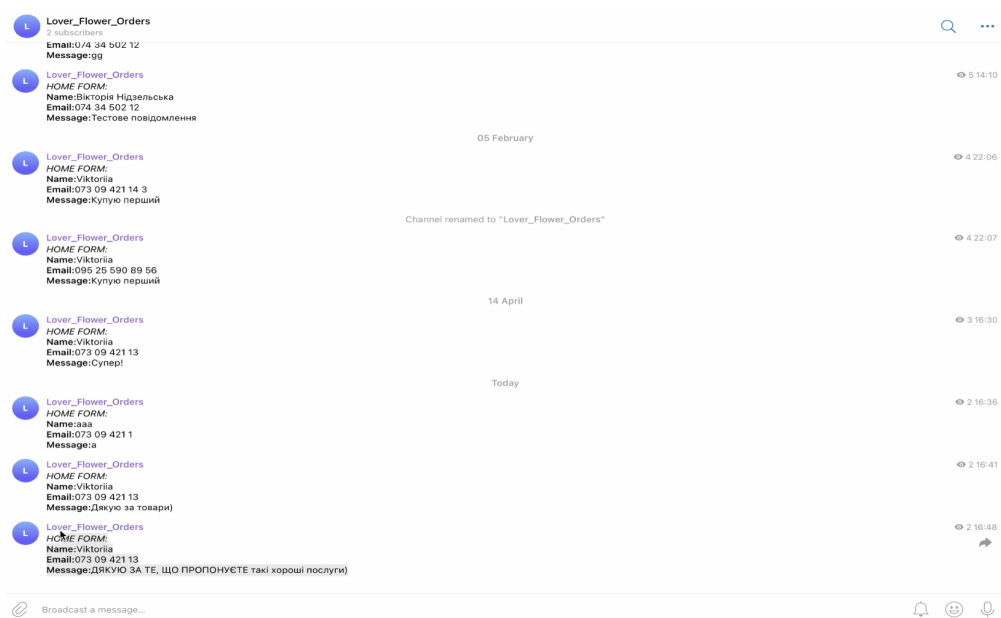 L
Lover_Flower_Orders
2 subscribers
Email:074 34 502 12
Message:gg
L
Lover_Flower_Orders
5 14:10
HOME FORM:
Name:Вікторія Нідзельська
Email:074 34 502 12
Message:Тестове повідомлення
05 February
L
Lover_Flower_Orders
4 22:06
HOME FORM:
Name:Viktoriia
Email:073 09 421 14 3
Message:Купую перший
Channel renamed to "Lover_Flower_Orders"
L
Lover_Flower_Orders
4 22:07
HOME FORM:
Name:Viktoriia
Email:095 25 590 89 56
Message:Купую перший
14 April
L
Lover_Flower_Orders
3 16:30
HOME FORM:
Name:Viktoriia
Email:073 09 421 13
Message:Супер!
Today
L
Lover_Flower_Orders
2 16:36
HOME FORM:
Name:aaa
Email:073 09 421 1
Message:a
L
Lover_Flower_Orders
2 16:41
HOME FORM:
Name:Viktoriia
Email:073 09 421 13
Message:Дякую за товари)
L
Lover_Flower_Orders
2 16:48
HOME FORM:
Name:Viktoriia
Email:073 09 421 13
Message:ДЯКУЮ ЗА ТЕ, ЩО ПРОПОНУЄТЕ такі хороші послуги)
Broadcast a message...